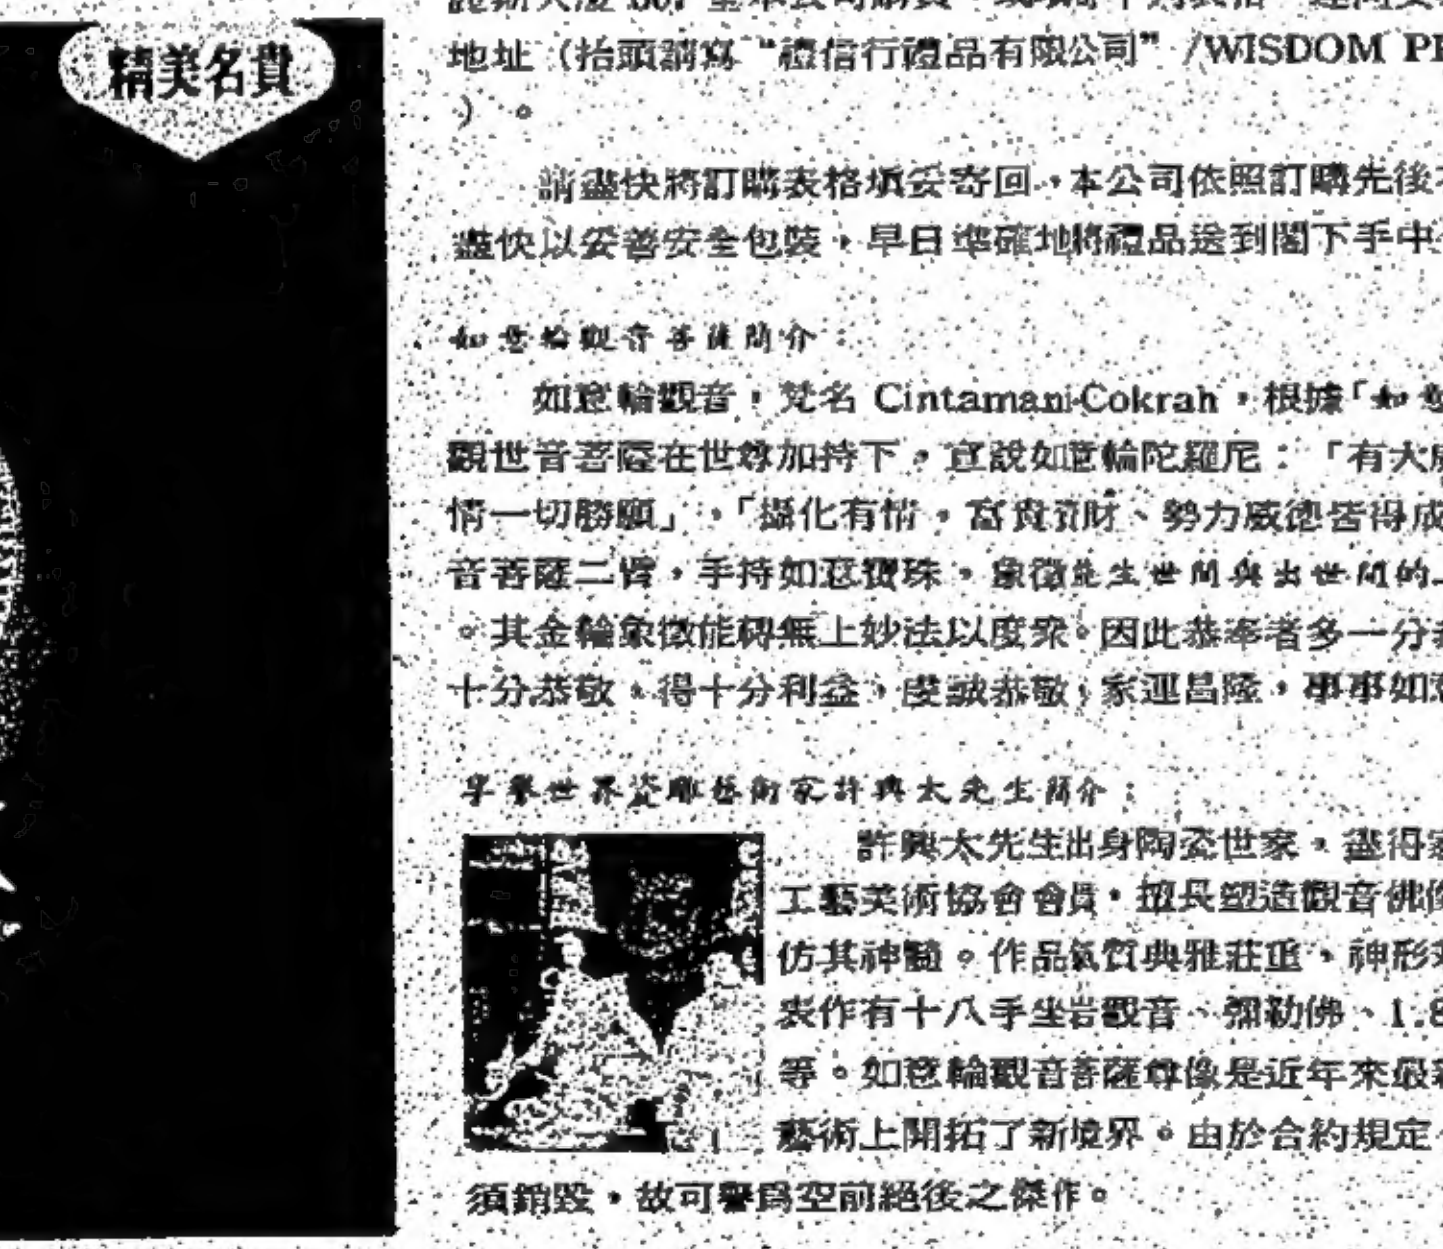 精美名貴
地址（抬頭請寫“禮信行禮品有限公司”/WISDOM
）。
請盡快將訂購表格填妥寄回，本公司依照訂購先後
盡快以妥善安全包裝，早日準確地將禮品送到閣下手中
如意輪觀音菩薩簡介：
如意輪觀音，梵名 Cintamani-Cokrah，根據「如
觀世音菩薩在世尊加持下，宣說如意輪陀羅尼：「有大
情一切勝願」，「攝化有情，富貴資財、勢力威德皆得成
音菩薩二臂，手持如意寶珠，象徵能生世間與出世間的
。其金輪象徵能轉無上妙法以度衆。因此恭奉者多一分
十分恭敬，得十分利益，虔誠恭敬，家運昌隆，事事如
享譽世界瓷雕藝術家許興太先生簡介：
許興太先生出身陶瓷世家，盡得
工藝美術協會會員，擅長塑造觀音佛像
仿其神髓。作品氣質典雅莊重，神形
表作有十八手坐岩觀音、彌勒佛、1.8
等。如意輪觀音菩薩尊像是近年來最
藝術上開拓了新境界。由於合約規定
須銷毀，故可譽爲空前絕後之傑作。